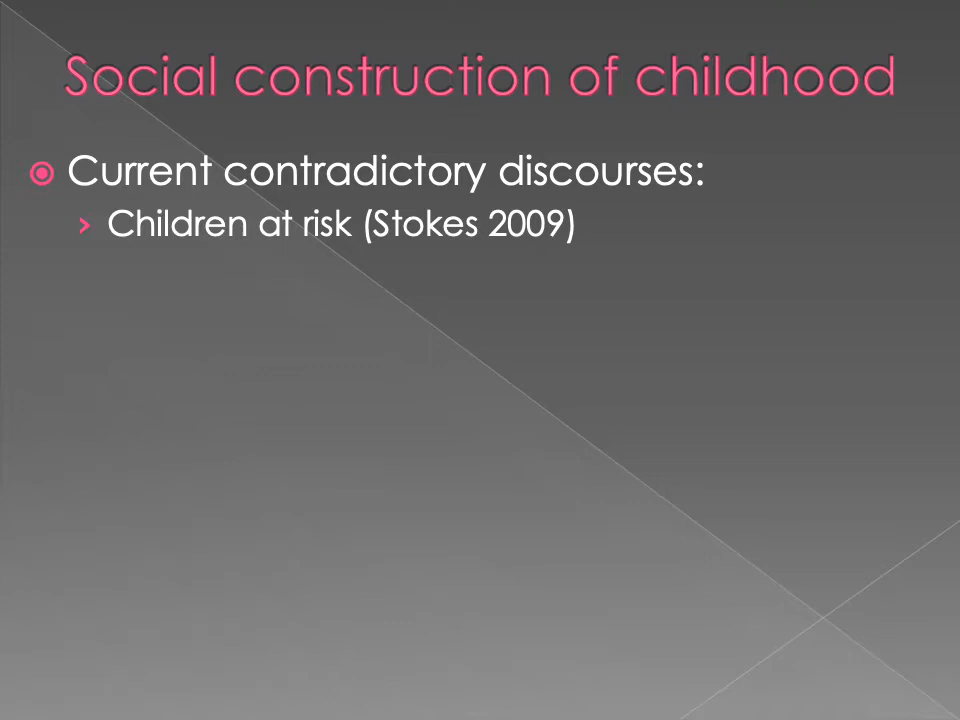 Social construction of childhood
Current contradictory discourses:
Children at risk (Stokes 2009)